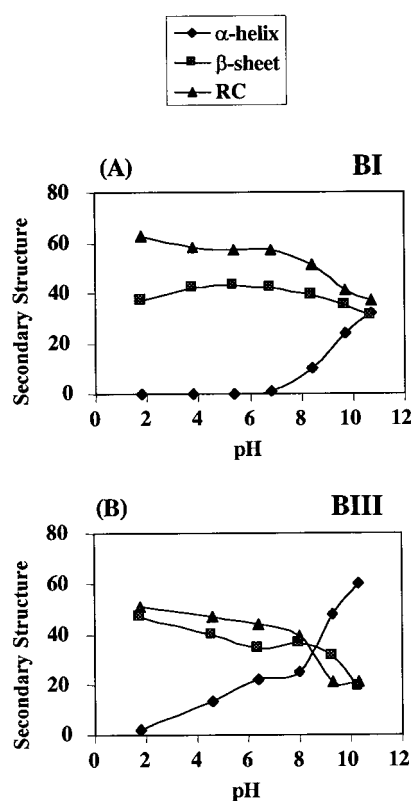 α-helix
β-sheet
RC
(A) BI
80
60
40
20
0
Secondary Structure
0 2 4 6 8 10 12
pH
(B) BIII
80
60
40
20
0
Secondary Structure
0 2 4 6 8 10 12
pH